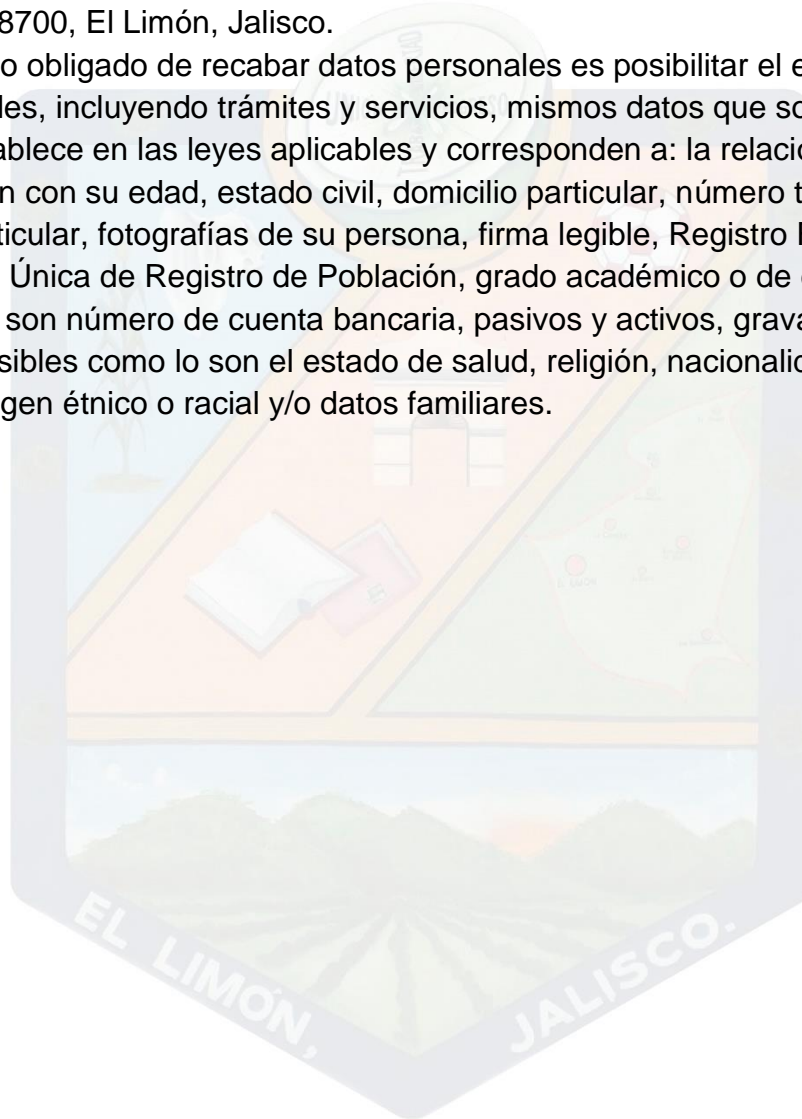 8700, El Limón, Jalisco.
o obligado de recabar datos personales es posibilitar el e
les, incluyendo trámites y servicios, mismos datos que so
ablece en las leyes aplicables y corresponden a: la relació
n con su edad, estado civil, domicilio particular, número t
ticular, fotografías de su persona, firma legible, Registro
Única de Registro de Población, grado académico o de
son número de cuenta bancaria, pasivos y activos, grava
sibles como lo son el estado de salud, religión, nacionalid
gen étnico o racial y/o datos familiares.
EL LIMÓN,
JALISCO.